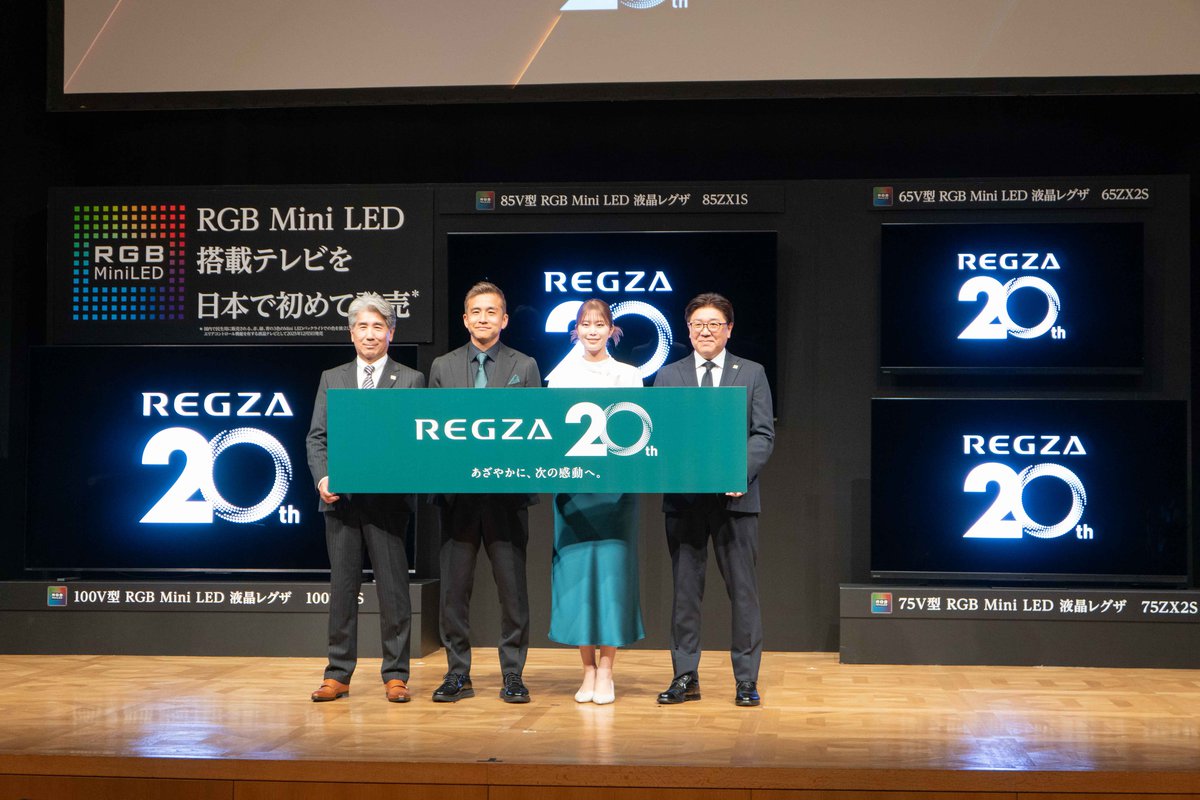 20th
RGB
MiniLED
RGB Mini LED
搭載テレビを
日本で初めて発売*
85V型 RGB Mini LED 液晶レグザ 85ZX1S
65V型 RGB Mini LED 液晶レグザ 65ZX2S
REGZA
20
REGZA
20th
REGZA
20th
REGZA 20th
あざやかに、次の感動へ。
REGZA
20th
100V型 RGB Mini LED 液晶レグザ
75V型 RGB Mini LED 液晶レグザ 75ZX2S